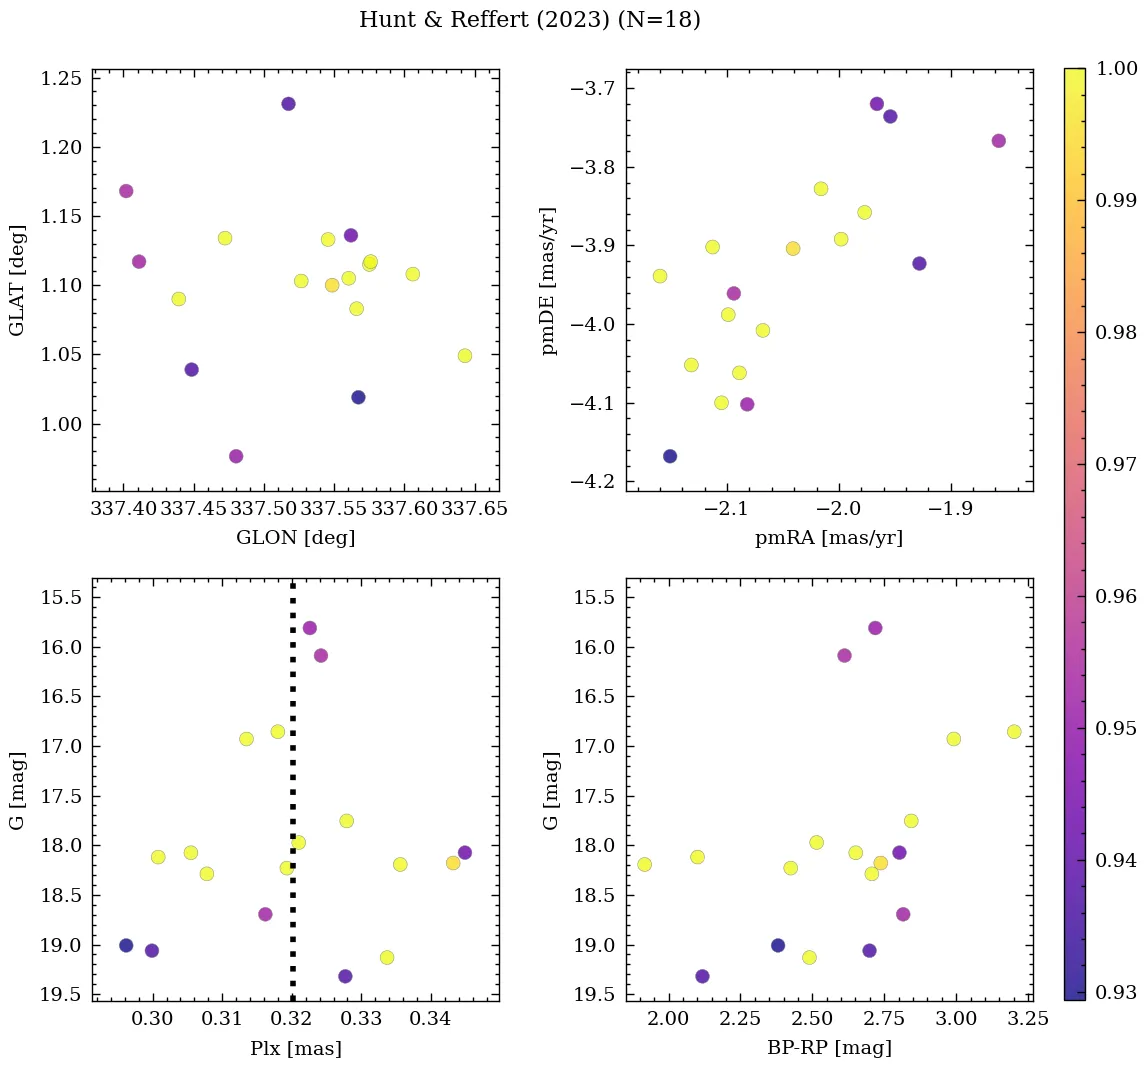 Hunt & Reffert (2023) (N=18)
1.25
1.20
1.15
1.10
1.05
1.00
GLAT [deg]
337.40 337.45 337.50 337.55 337.60 337.65
GLON [deg]
−3.7
−3.8
−3.9
−4.0
−4.1
−4.2
pmDE [mas/yr]
−2.1 −2.0 −1.9
pmRA [mas/yr]
15.5
16.0
16.5
17.0
17.5
18.0
18.5
19.0
19.5
G [mag]
0.30 0.31 0.32 0.33 0.34
Plx [mas]
15.5
16.0
16.5
17.0
17.5
18.0
18.5
19.0
19.5
G [mag]
2.00 2.25 2.50 2.75 3.00 3.25
BP-RP [mag]
1.00
0.99
0.98
0.97
0.96
0.95
0.94
0.93